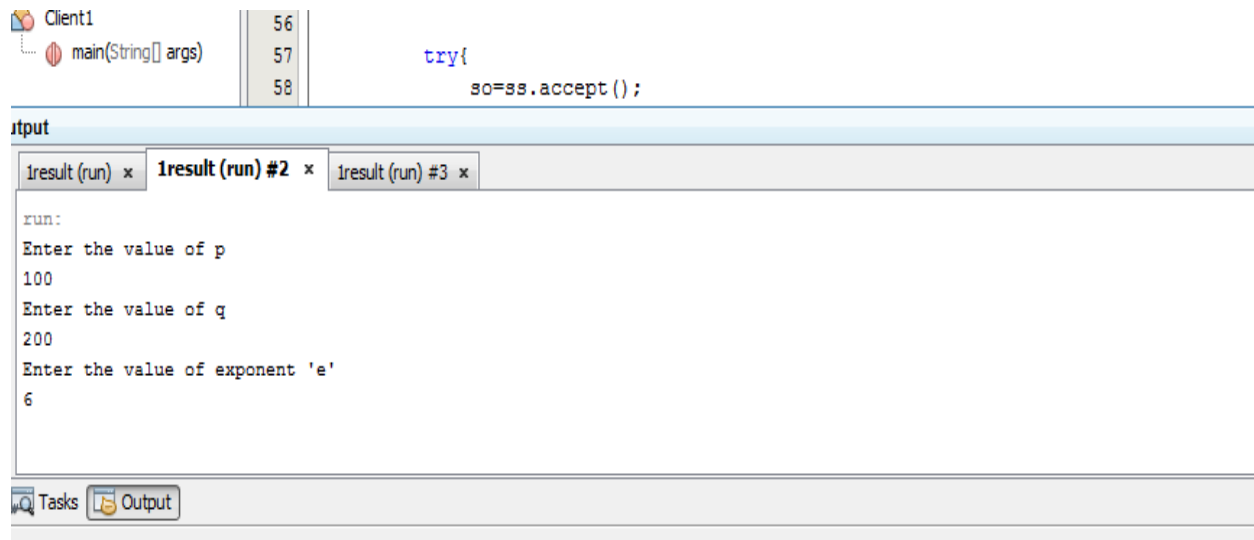 Client1
main(String[] args)
56
57 try{
58 so=ss.accept();
utput
1result (run) x 1result (run) #2 x 1result (run) #3 x
run:
Enter the value of p
100
Enter the value of q
200
Enter the value of exponent 'e'
6
Tasks Output